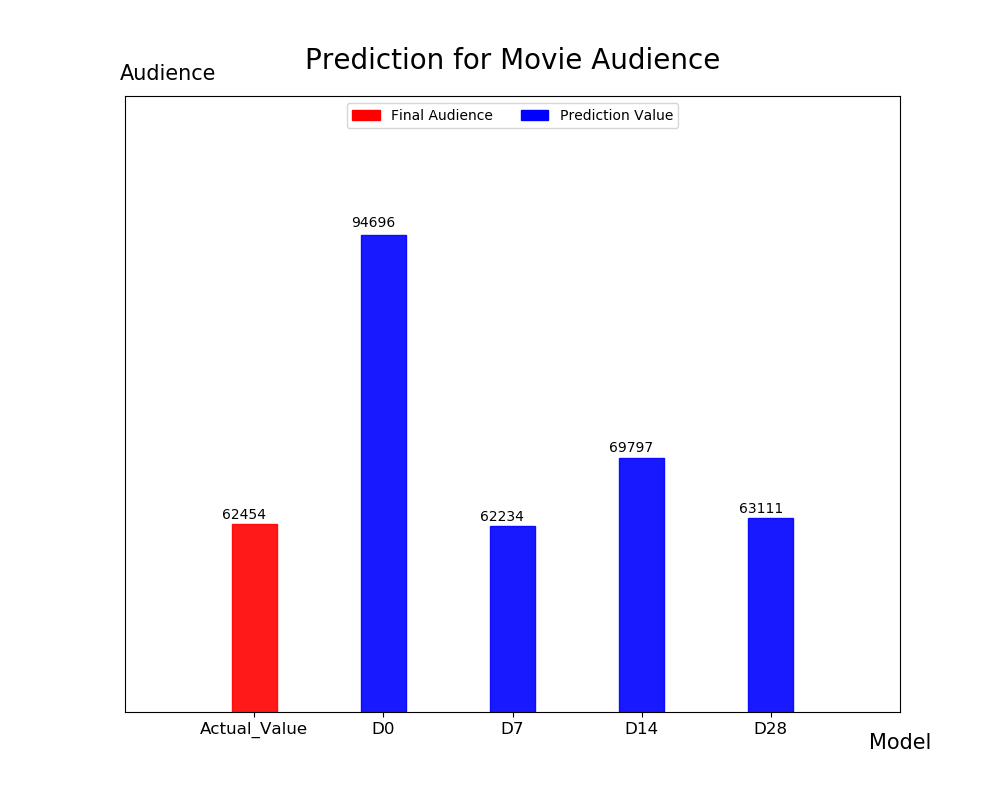 Prediction for Movie Audience
Audience
Final Audience Prediction Value
94696
69797
62454
62234
63111
Actual_Value D0 D7 D14 D28
Model